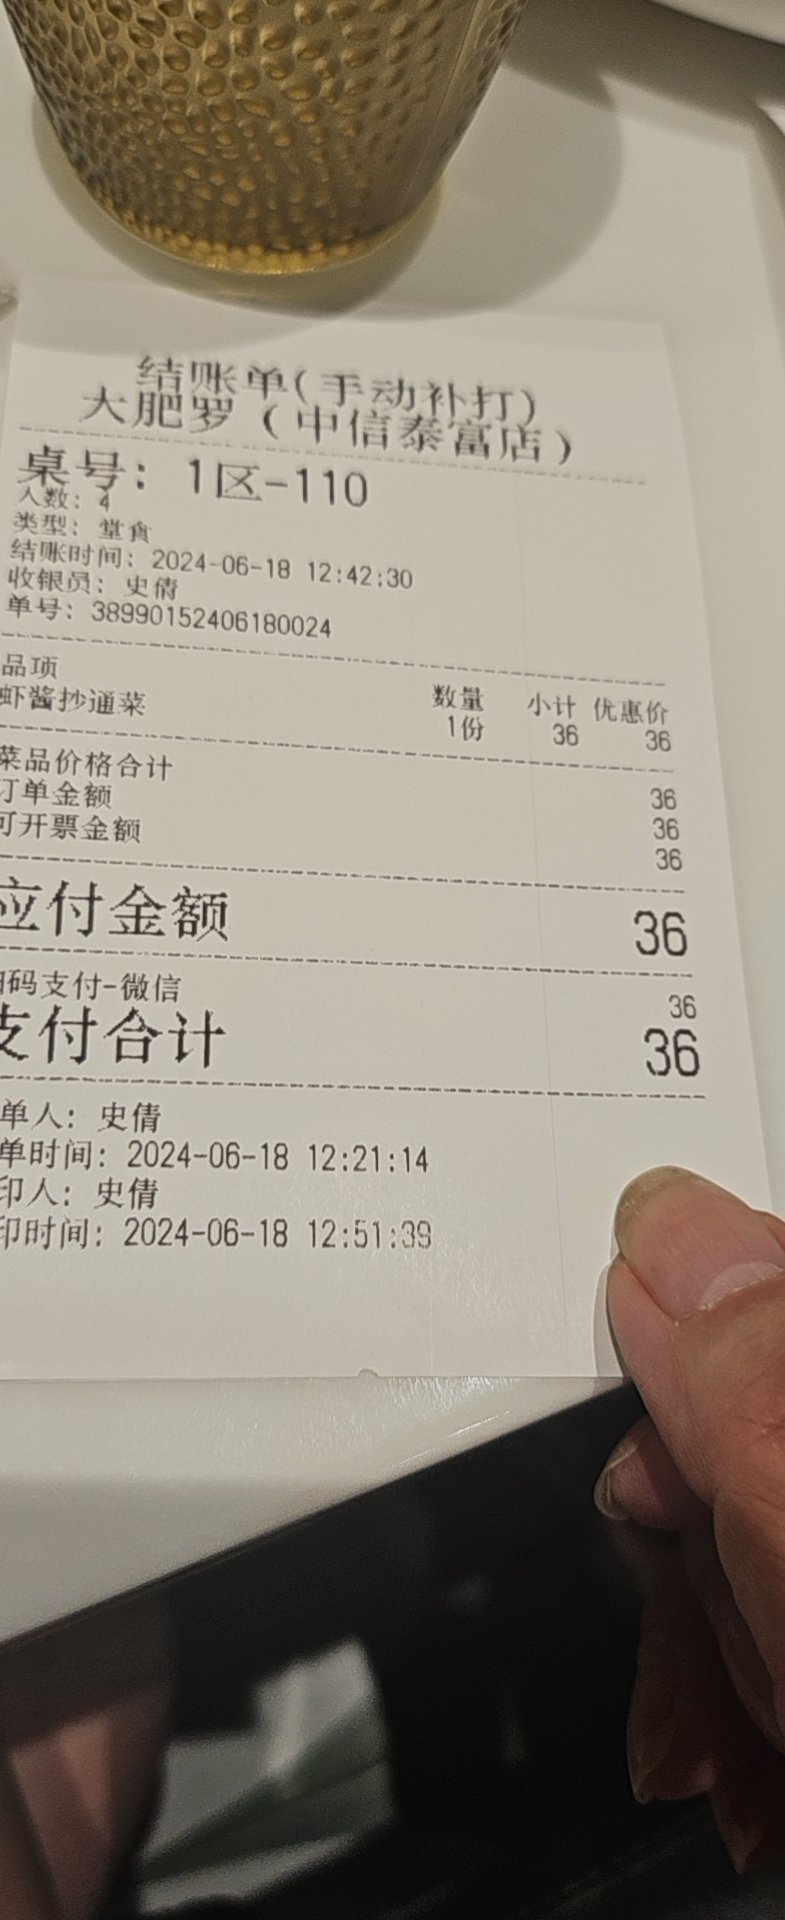 结账单(手动补打)
大肥罗（中信泰富店）
桌号: 1区-110
人数: 4
类型: 堂食
结账时间: 2024-06-18 12:42:30
收银员: 史倩
单号: 38990152406180024
品项 数量 小计 优惠价
虾酱抄通菜 1份 36 36
菜品价格合计 36
订单金额 36
可开票金额 36
应付金额 36
码支付-微信 36
支付合计 36
单人: 史倩
单时间: 2024-06-18 12:21:14
印人: 史倩
印时间: 2024-06-18 12:51:39